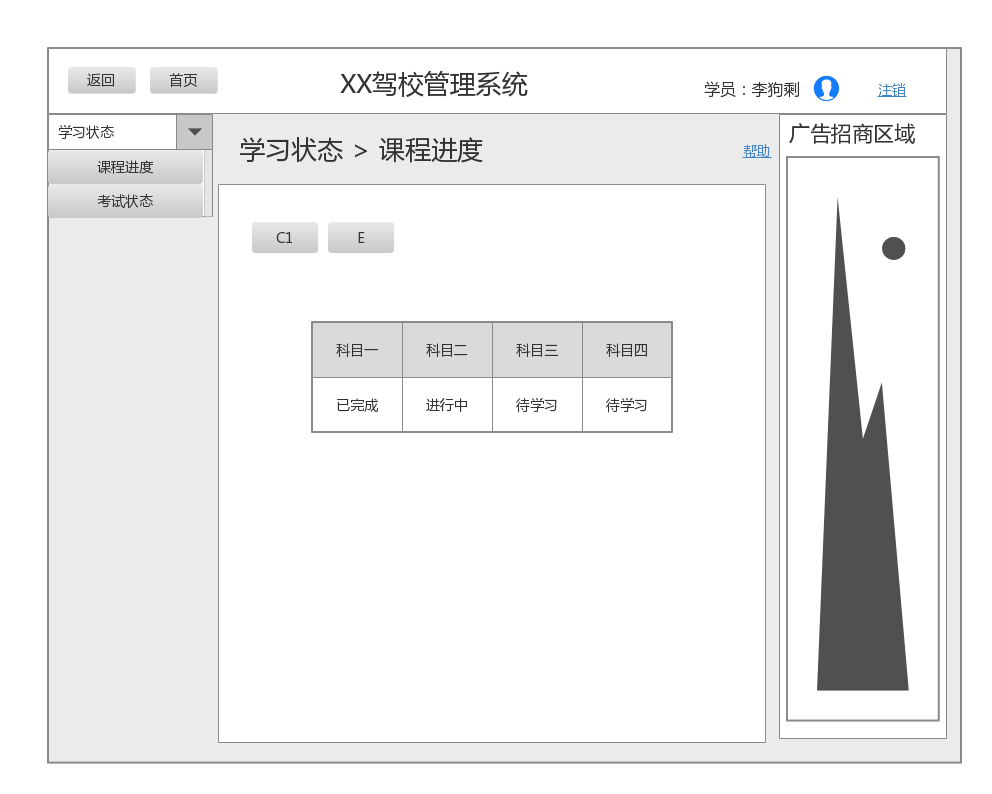 返回
首页
XX驾校管理系统
学员：李狗剩
注销
学习状态
课程进度
考试状态
学习状态 > 课程进度
帮助
C1
E
科目一 科目二 科目三 科目四
已完成 进行中 待学习 待学习
广告招商区域